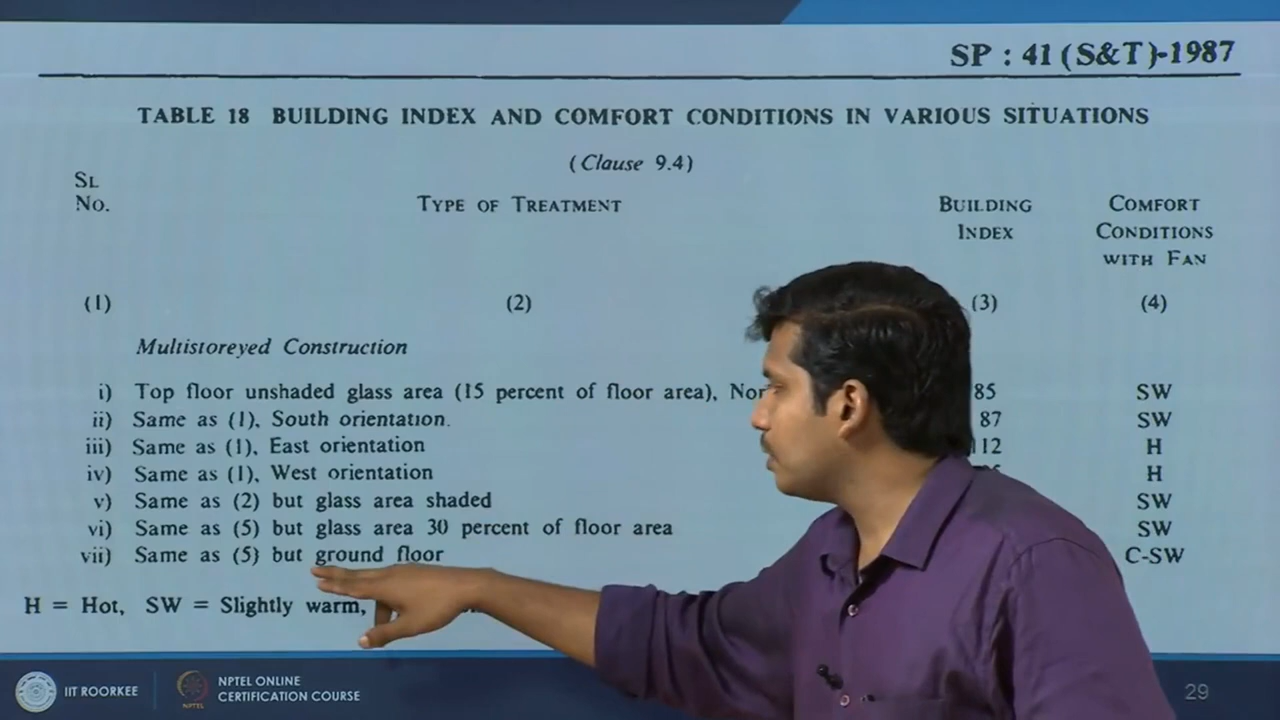 SP : 41 (S&T)-1987
TABLE 18 BUILDING INDEX AND COMFORT CONDITIONS IN VARIOUS SITUATIONS
(Clause 9.4)
SL NO. TYPE OF TREATMENT BUILDING INDEX COMFORT CONDITIONS WITH FAN
(1) (2) (3) (4)
Multistoreyed Construction
i) Top floor unshaded glass area (15 percent of floor area), 85 SW
ii) Same as (1), South orientation. 87 SW
iii) Same as (1), East orientation H
iv) Same as (1), West orientation H
v) Same as (2) but glass area shaded SW
vi) Same as (5) but glass area 30 percent of floor area SW
vii) Same as (5) but ground floor C-SW
H = Hot, SW = Slightly warm,
IIT ROORKEE
NPTEL ONLINE
CERTIFICATION COURSE
29